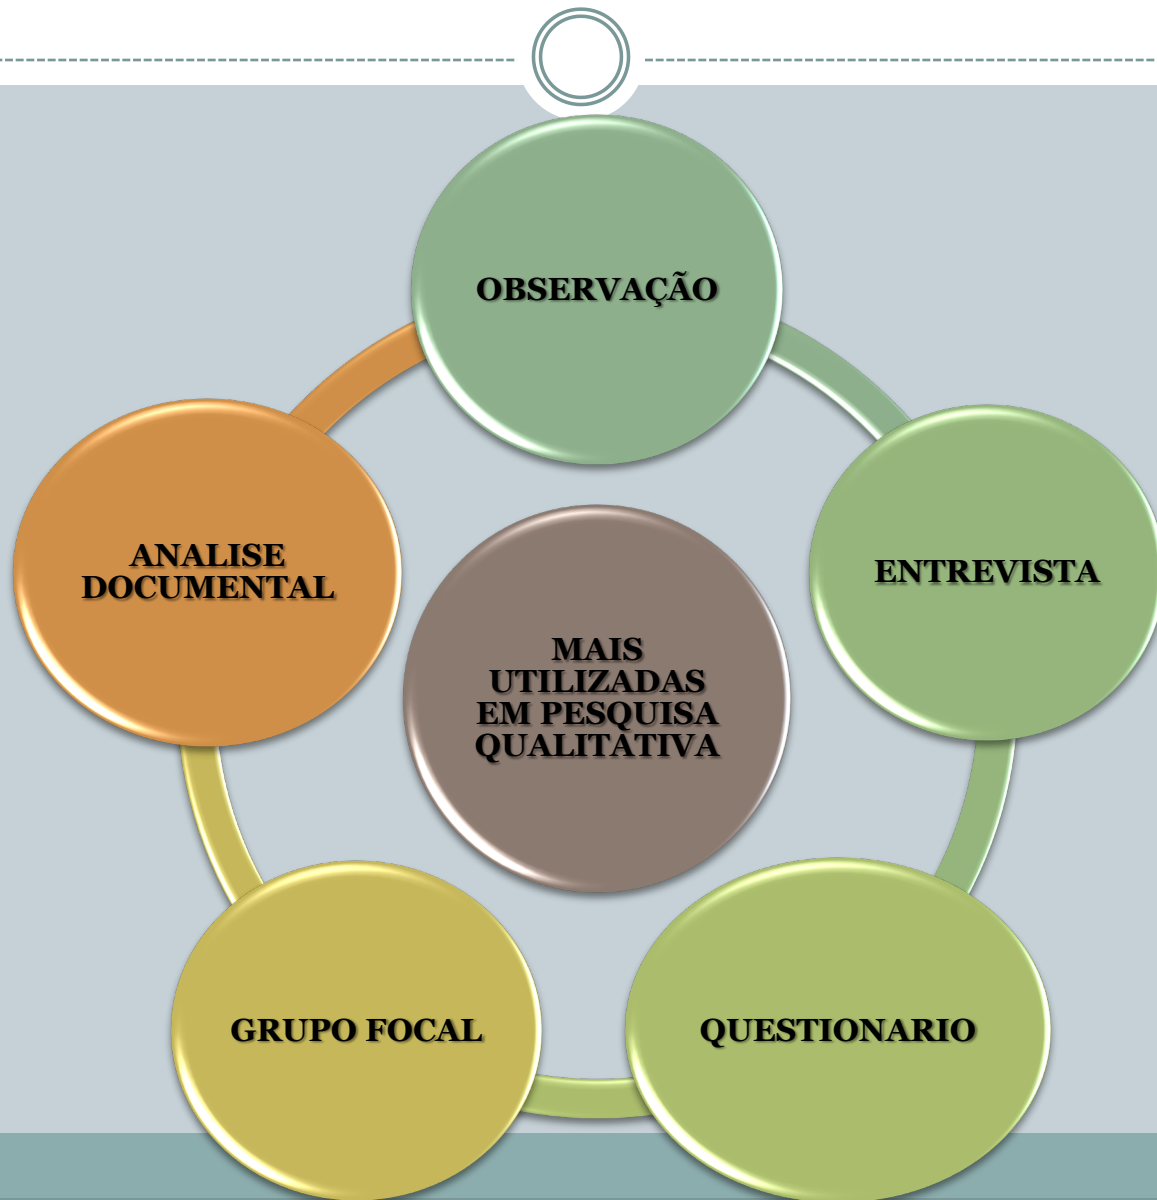 OBSERVAÇÃO
ENTREVISTA
QUESTIONARIO
GRUPO FOCAL
ANALISE
DOCUMENTAL
MAIS
UTILIZADAS
EM PESQUISA
QUALITATIVA